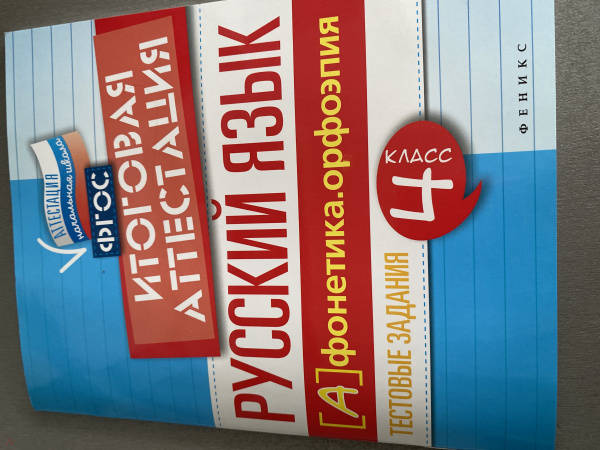 АТТЕСТАЦИЯ
начальная школа
ФГОС
ИТОГОВАЯ
АТТЕСТАЦИЯ
РУССКИЙ ЯЗЫК
[А] фонетика.орфоэпия
ТЕСТОВЫЕ ЗАДАНИЯ
4
КЛАСС
ФЕНИКС